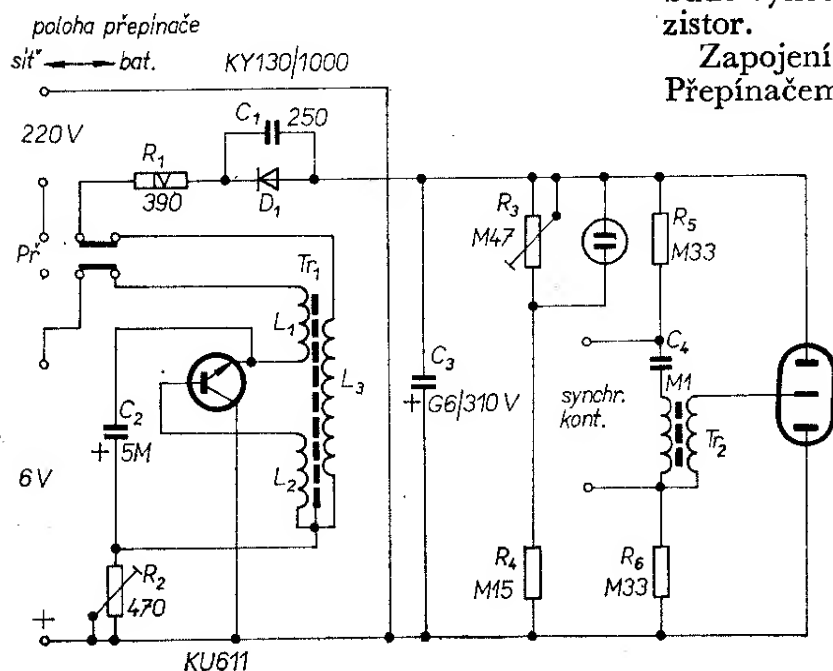 poloha přepínače
síť bat.
KY130/1000
zistor.
Zapojení
Přepínačem
220V
C1 250
R1
390
D1
Př
Tr1
L1
L3
L2
C2
+ 5M
6V
R2
470
+
KU611
C3
+ G6/310 V
R3
M47
R5
M33
C4
M1
synchr.
kont.
Tr2
R4
M15
R6
M33